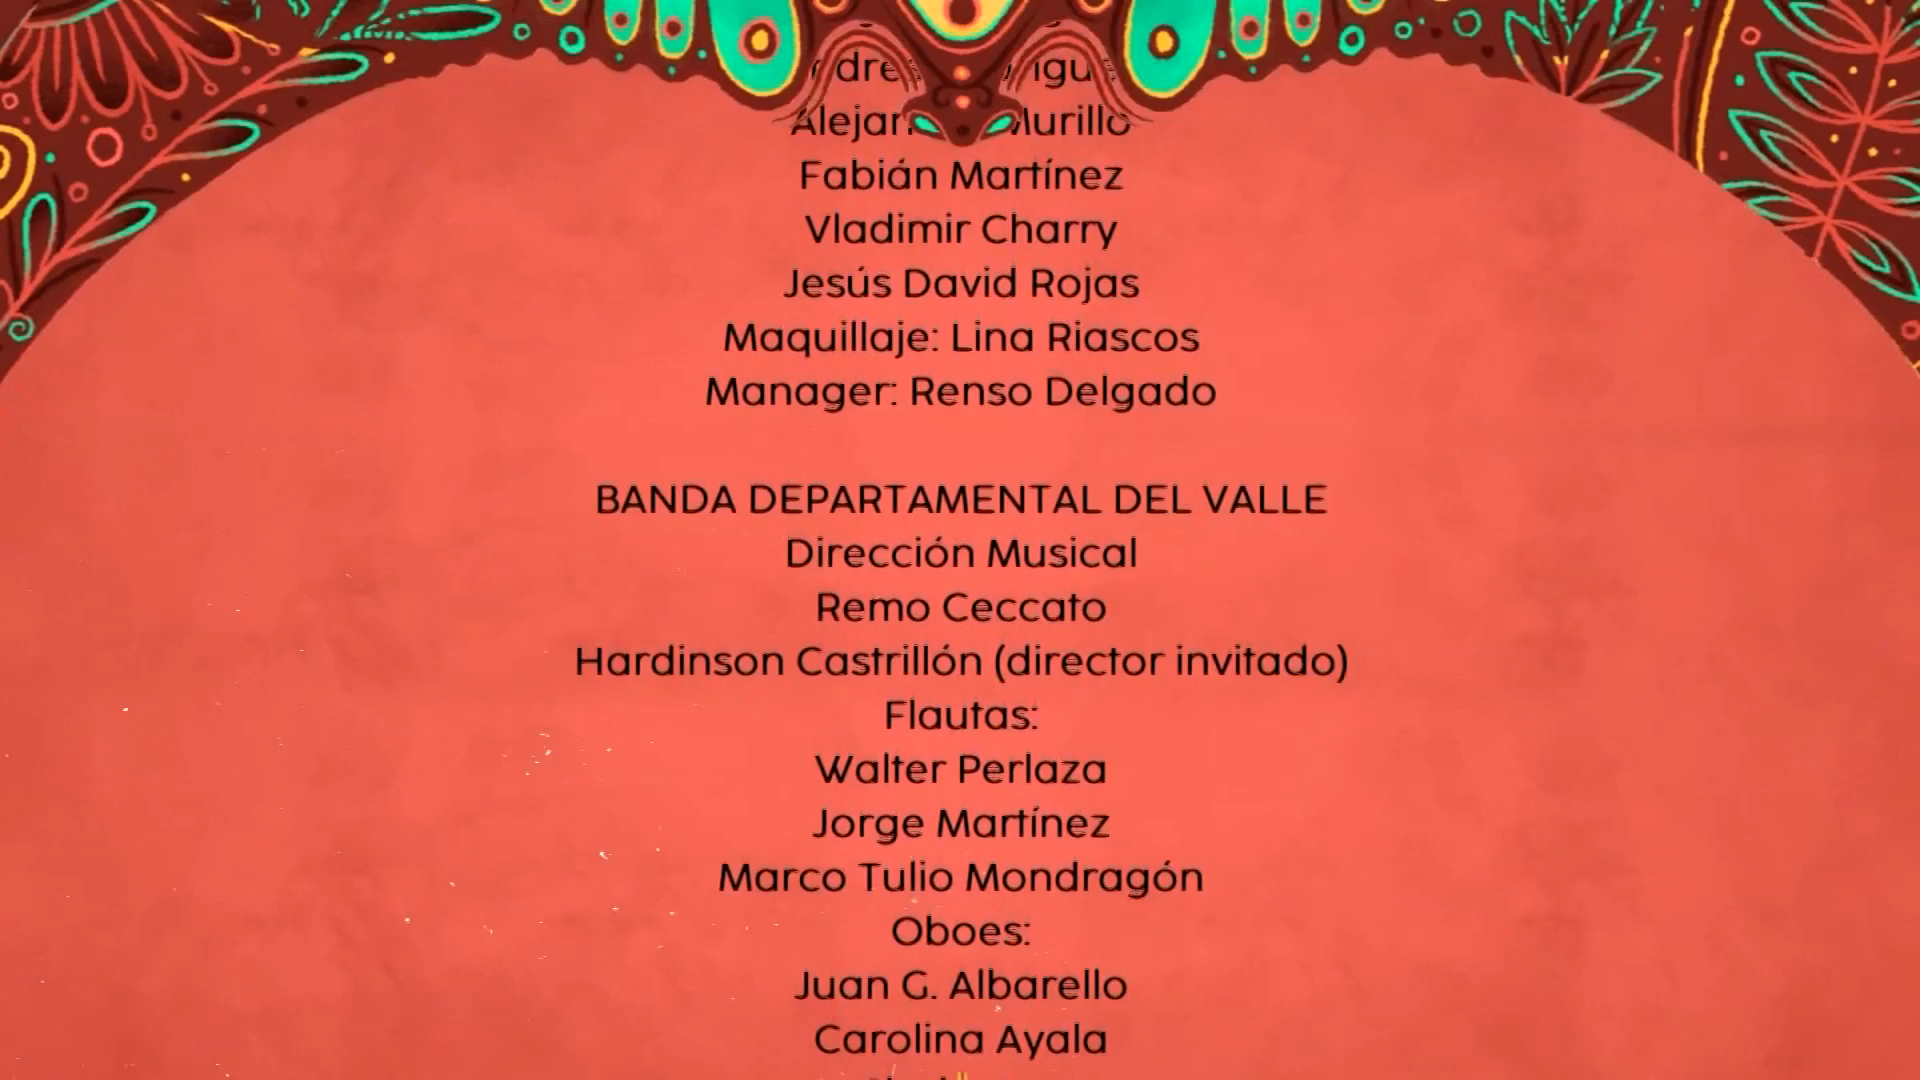 Murillo
Fabián Martínez
Vladimir Charry
Jesús David Rojas
Maquillaje: Lina Riascos
Manager: Renso Delgado
BANDA DEPARTAMENTAL DEL VALLE
Dirección Musical
Remo Ceccato
Hardinson Castrillón (director invitado)
Flautas:
Walter Perlaza
Jorge Martínez
Marco Tulio Mondragón
Oboes:
Juan G. Albarello
Carolina Ayala